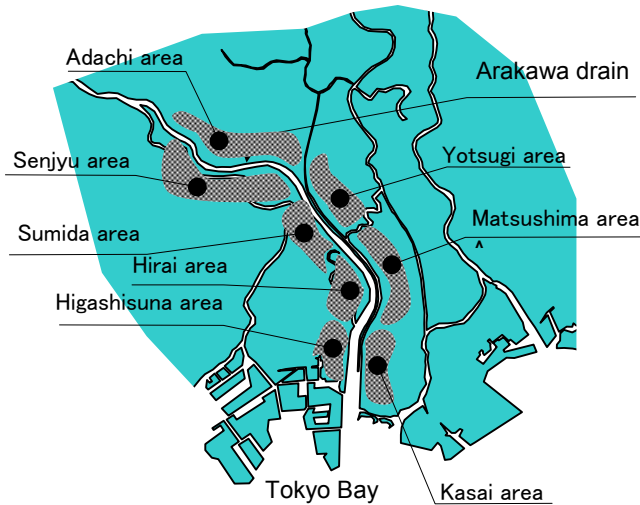 Adachi area
Arakawa drain
Senjyu area
Yotsugi area
Sumida area
Matsushima area
Hirai area
Higashisuna area
Tokyo Bay
Kasai area